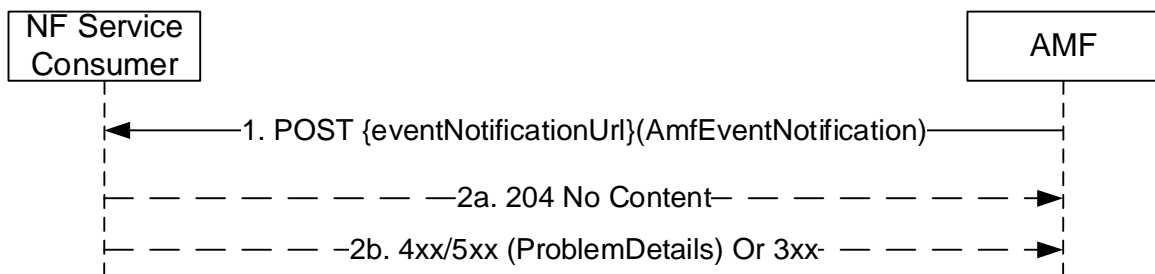 NF Service
Consumer
AMF
1. POST {eventNotificationUrl}(AmfEventNotification)
2a. 204 No Content
2b. 4xx/5xx (ProblemDetails) Or 3xx